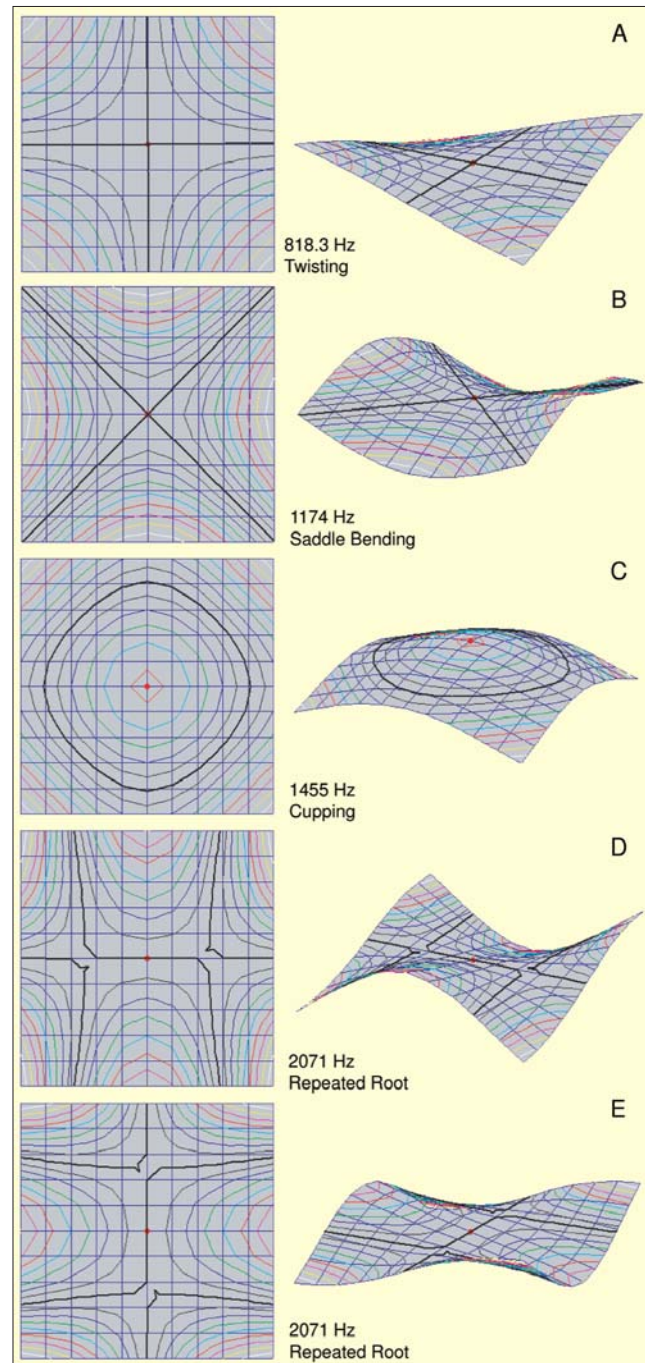 A
818.3 Hz
Twisting
B
1174 Hz
Saddle Bending
C
1455 Hz
Cupping
D
2071 Hz
Repeated Root
E
2071 Hz
Repeated Root